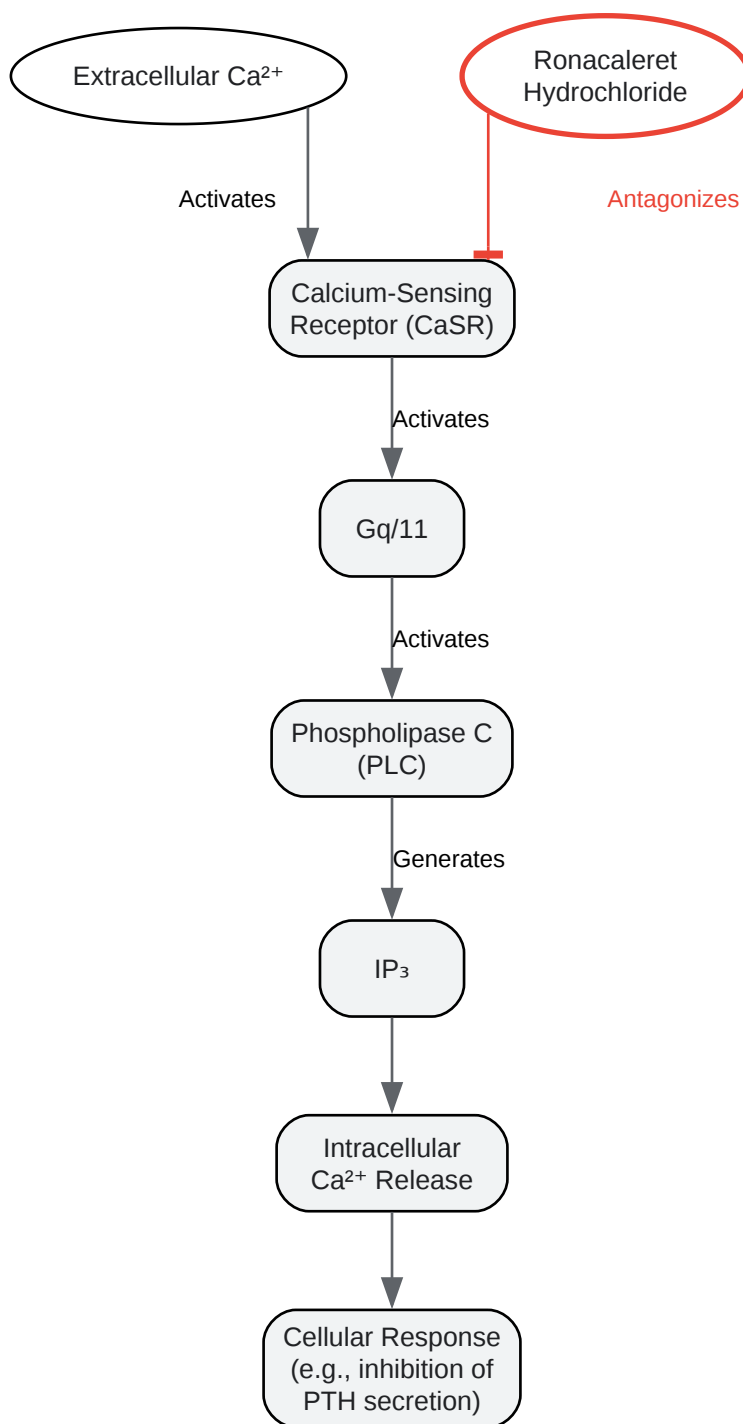 Extracellular Ca²⁺
Ronacaleret
Hydrochloride
Activates
Antagonizes
Calcium-Sensing
Receptor (CaSR)
Activates
Gq/11
Activates
Phospholipase C
(PLC)
Generates
IP₃
Intracellular
Ca²⁺ Release
Cellular Response
(e.g., inhibition of
PTH secretion)